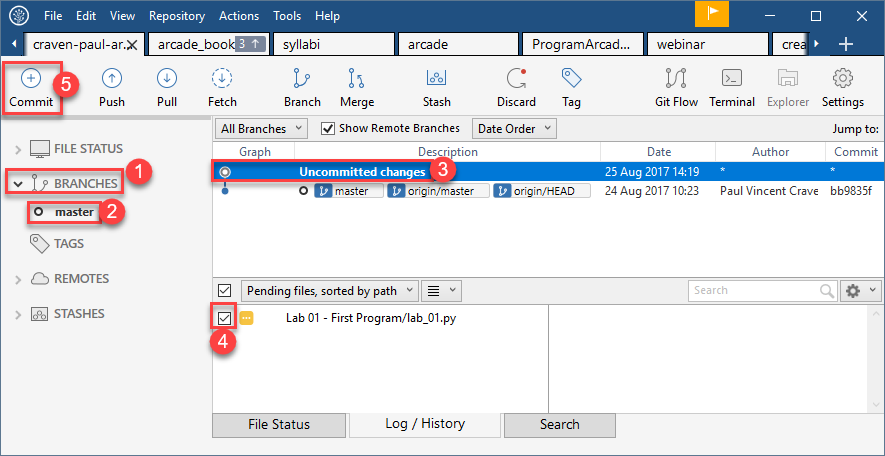 File Edit View Repository Actions Tools Help
craven-paul-ar... arcade_book 3 syllabi arcade ProgramArcad... webinar crea
5
Commit Push Pull Fetch Branch Merge Stash Discard Tag Git Flow Terminal Explorer Settings
All Branches Show Remote Branches Date Order Jump to:
FILE STATUS
Graph Description Date Author Commit
1
BRANCHES
Uncommitted changes 3 25 Aug 2017 14:19 * *
master 2
master origin/master origin/HEAD 24 Aug 2017 10:23 Paul Vincent Crave bb9835f
TAGS
REMOTES
STASHES
Pending files, sorted by path Search
Lab 01 - First Program/lab_01.py
4
File Status Log / History Search